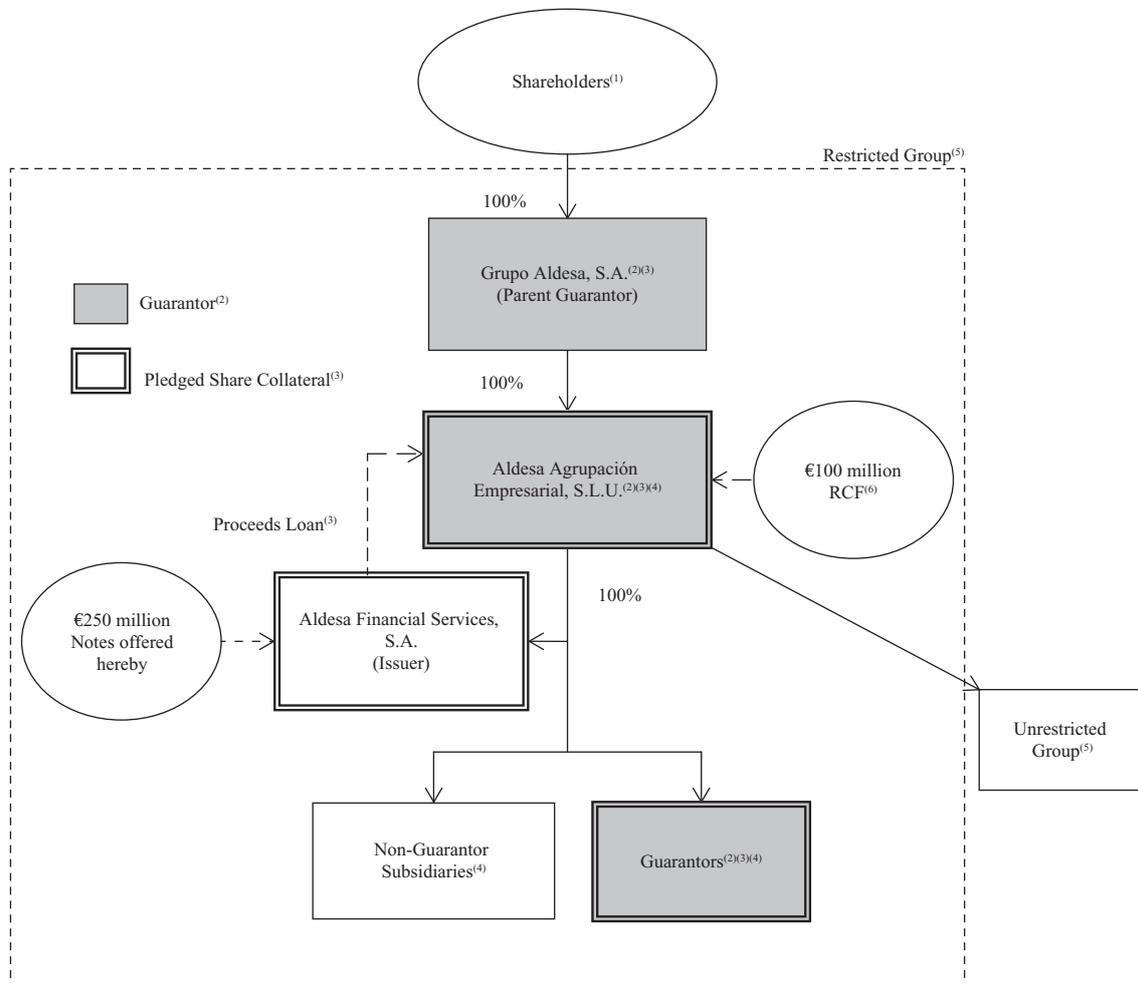 Shareholders(1)
Restricted Group(5)
100%
Grupo Aldesa, S.A.(2)(3)
(Parent Guarantor)
Guarantor(2)
Pledged Share Collateral(3)
100%
Aldesa Agrupación
Empresarial, S.L.U.(2)(3)(4)
€100 million
RCF(6)
Proceeds Loan(3)
100%
€250 million
Notes offered
hereby
Aldesa Financial Services,
S.A.
(Issuer)
Unrestricted
Group(5)
Non-Guarantor
Subsidiaries(4)
Guarantors(2)(3)(4)